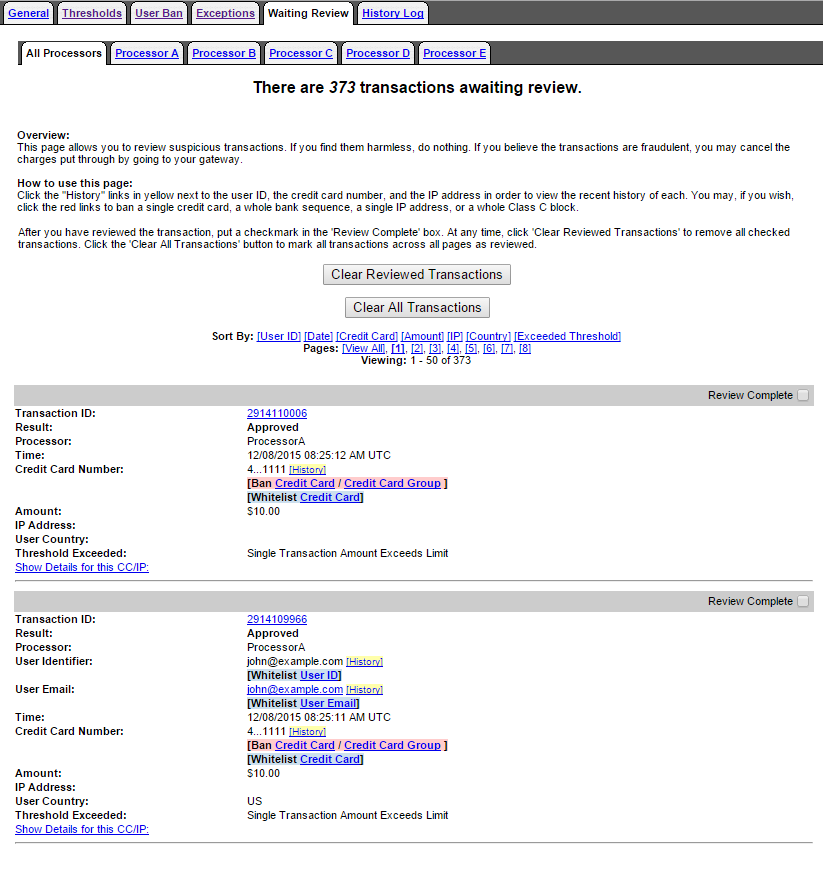 General Thresholds User Ban Exceptions Waiting Review History Log
All Processors Processor A Processor B Processor C Processor D Processor E
There are 373 transactions awaiting review.
Overview:
This page allows you to review suspicious transactions. If you find them harmless, do nothing. If you believe the transactions are fraudulent, you may cancel the
charges put through by going to your gateway.
How to use this page:
Click the "History" links in yellow next to the user ID, the credit card number, and the IP address in order to view the recent history of each. You may, if you wish,
click the red links to ban a single credit card, a whole bank sequence, a single IP address, or a whole Class C block.
After you have reviewed the transaction, put a checkmark in the 'Review Complete' box. At any time, click 'Clear Reviewed Transactions' to remove all checked
transactions. Click the 'Clear All Transactions' button to mark all transactions across all pages as reviewed.
Clear Reviewed Transactions
Clear All Transactions
Sort By: [User ID] [Date] [Credit Card] [Amount] [IP] [Country] [Exceeded Threshold]
Pages: [View All], [1], [2], [3], [4], [5], [6], [7], [8]
Viewing: 1 - 50 of 373
Review Complete
Transaction ID: 2914110006
Result: Approved
Processor: ProcessorA
Time: 12/08/2015 08:25:12 AM UTC
Credit Card Number: 4...1111 [History]
[Ban Credit Card / Credit Card Group ]
[Whitelist Credit Card]
Amount: $10.00
IP Address:
User Country:
Threshold Exceeded: Single Transaction Amount Exceeds Limit
Show Details for this CC/IP:
Review Complete
Transaction ID: 2914109966
Result: Approved
Processor: ProcessorA
User Identifier: john@example.com [History]
[Whitelist User ID]
User Email: john@example.com [History]
[Whitelist User Email]
Time: 12/08/2015 08:25:11 AM UTC
Credit Card Number: 4...1111 [History]
[Ban Credit Card / Credit Card Group ]
[Whitelist Credit Card]
Amount: $10.00
IP Address:
User Country: US
Threshold Exceeded: Single Transaction Amount Exceeds Limit
Show Details for this CC/IP: